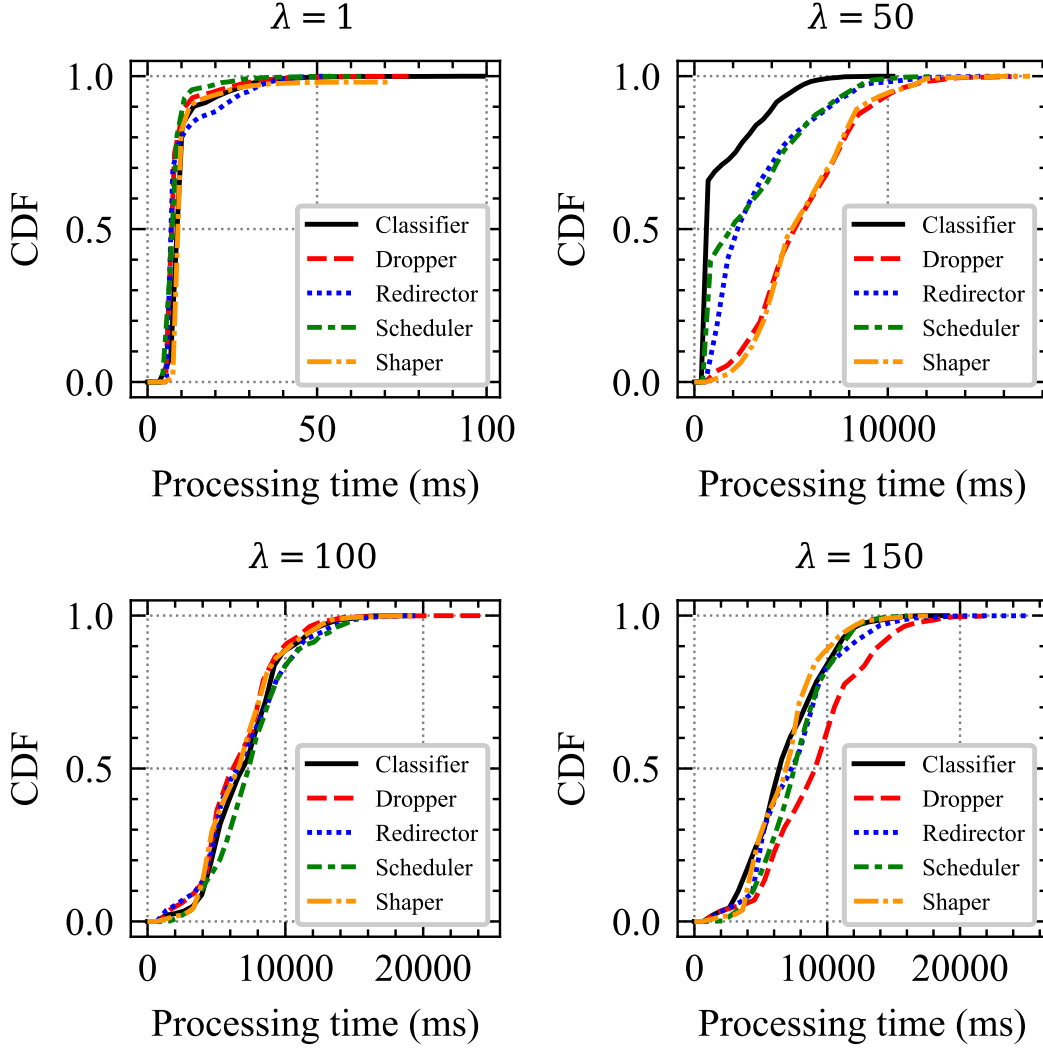 λ = 1
1.0
0.5
0.0
CDF
Classifier
Dropper
Redirector
Scheduler
Shaper
0 50 100
Processing time (ms)
λ = 50
1.0
0.5
0.0
CDF
Classifier
Dropper
Redirector
Scheduler
Shaper
0 10000
Processing time (ms)
λ = 100
1.0
0.5
0.0
CDF
Classifier
Dropper
Redirector
Scheduler
Shaper
0 10000 20000
Processing time (ms)
λ = 150
1.0
0.5
0.0
CDF
Classifier
Dropper
Redirector
Scheduler
Shaper
0 10000 20000
Processing time (ms)